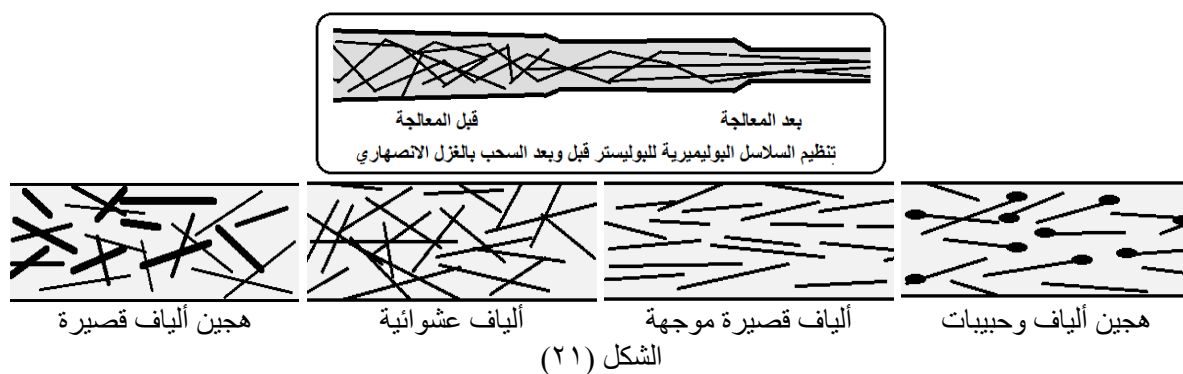 بعد المعالجة قبل المعالجة
تنظيم السلاسل البوليميرية للبوليستر قبل وبعد السحب بالغزل الانصهاري
هجين ألياف وحبيبات ألياف قصيرة موجهة ألياف عشوائية هجين ألياف قصيرة
الشكل (٢١)